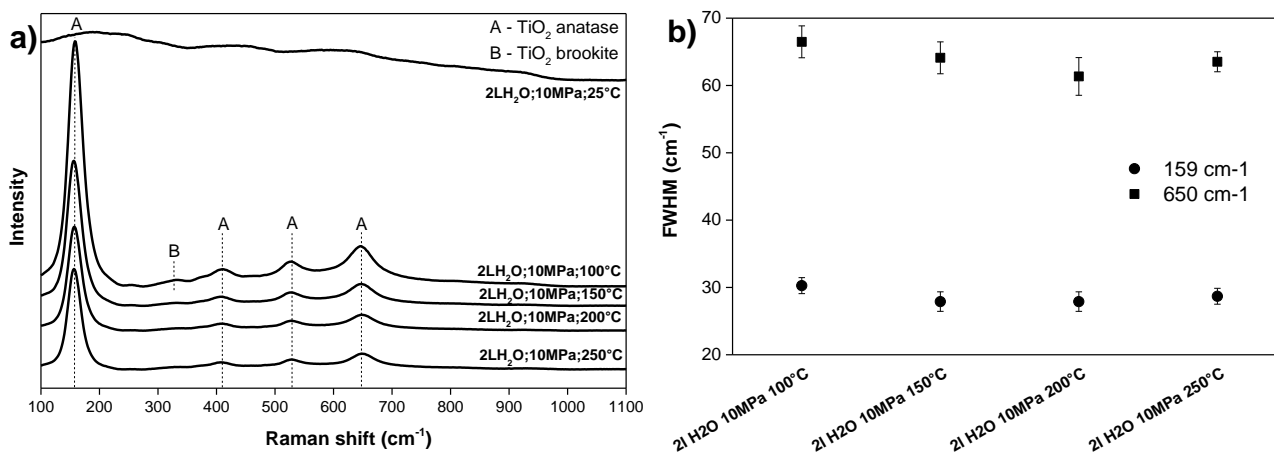 a)
A
A - TiO₂ anatase
B - TiO₂ brookite
2LH₂O;10MPa;25°C
B
A
A
A
2LH₂O;10MPa;100°C
2LH₂O;10MPa;150°C
2LH₂O;10MPa;200°C
2LH₂O;10MPa;250°C
Intensity
100 200 300 400 500 600 700 800 900 1000 1100
Raman shift (cm⁻¹)
b)
70
60
50
40
30
20
FWHM (cm⁻¹)
159 cm-1
650 cm-1
2l H2O 10MPa 100°C
2l H2O 10MPa 150°C
2l H2O 10MPa 200°C
2l H2O 10MPa 250°C